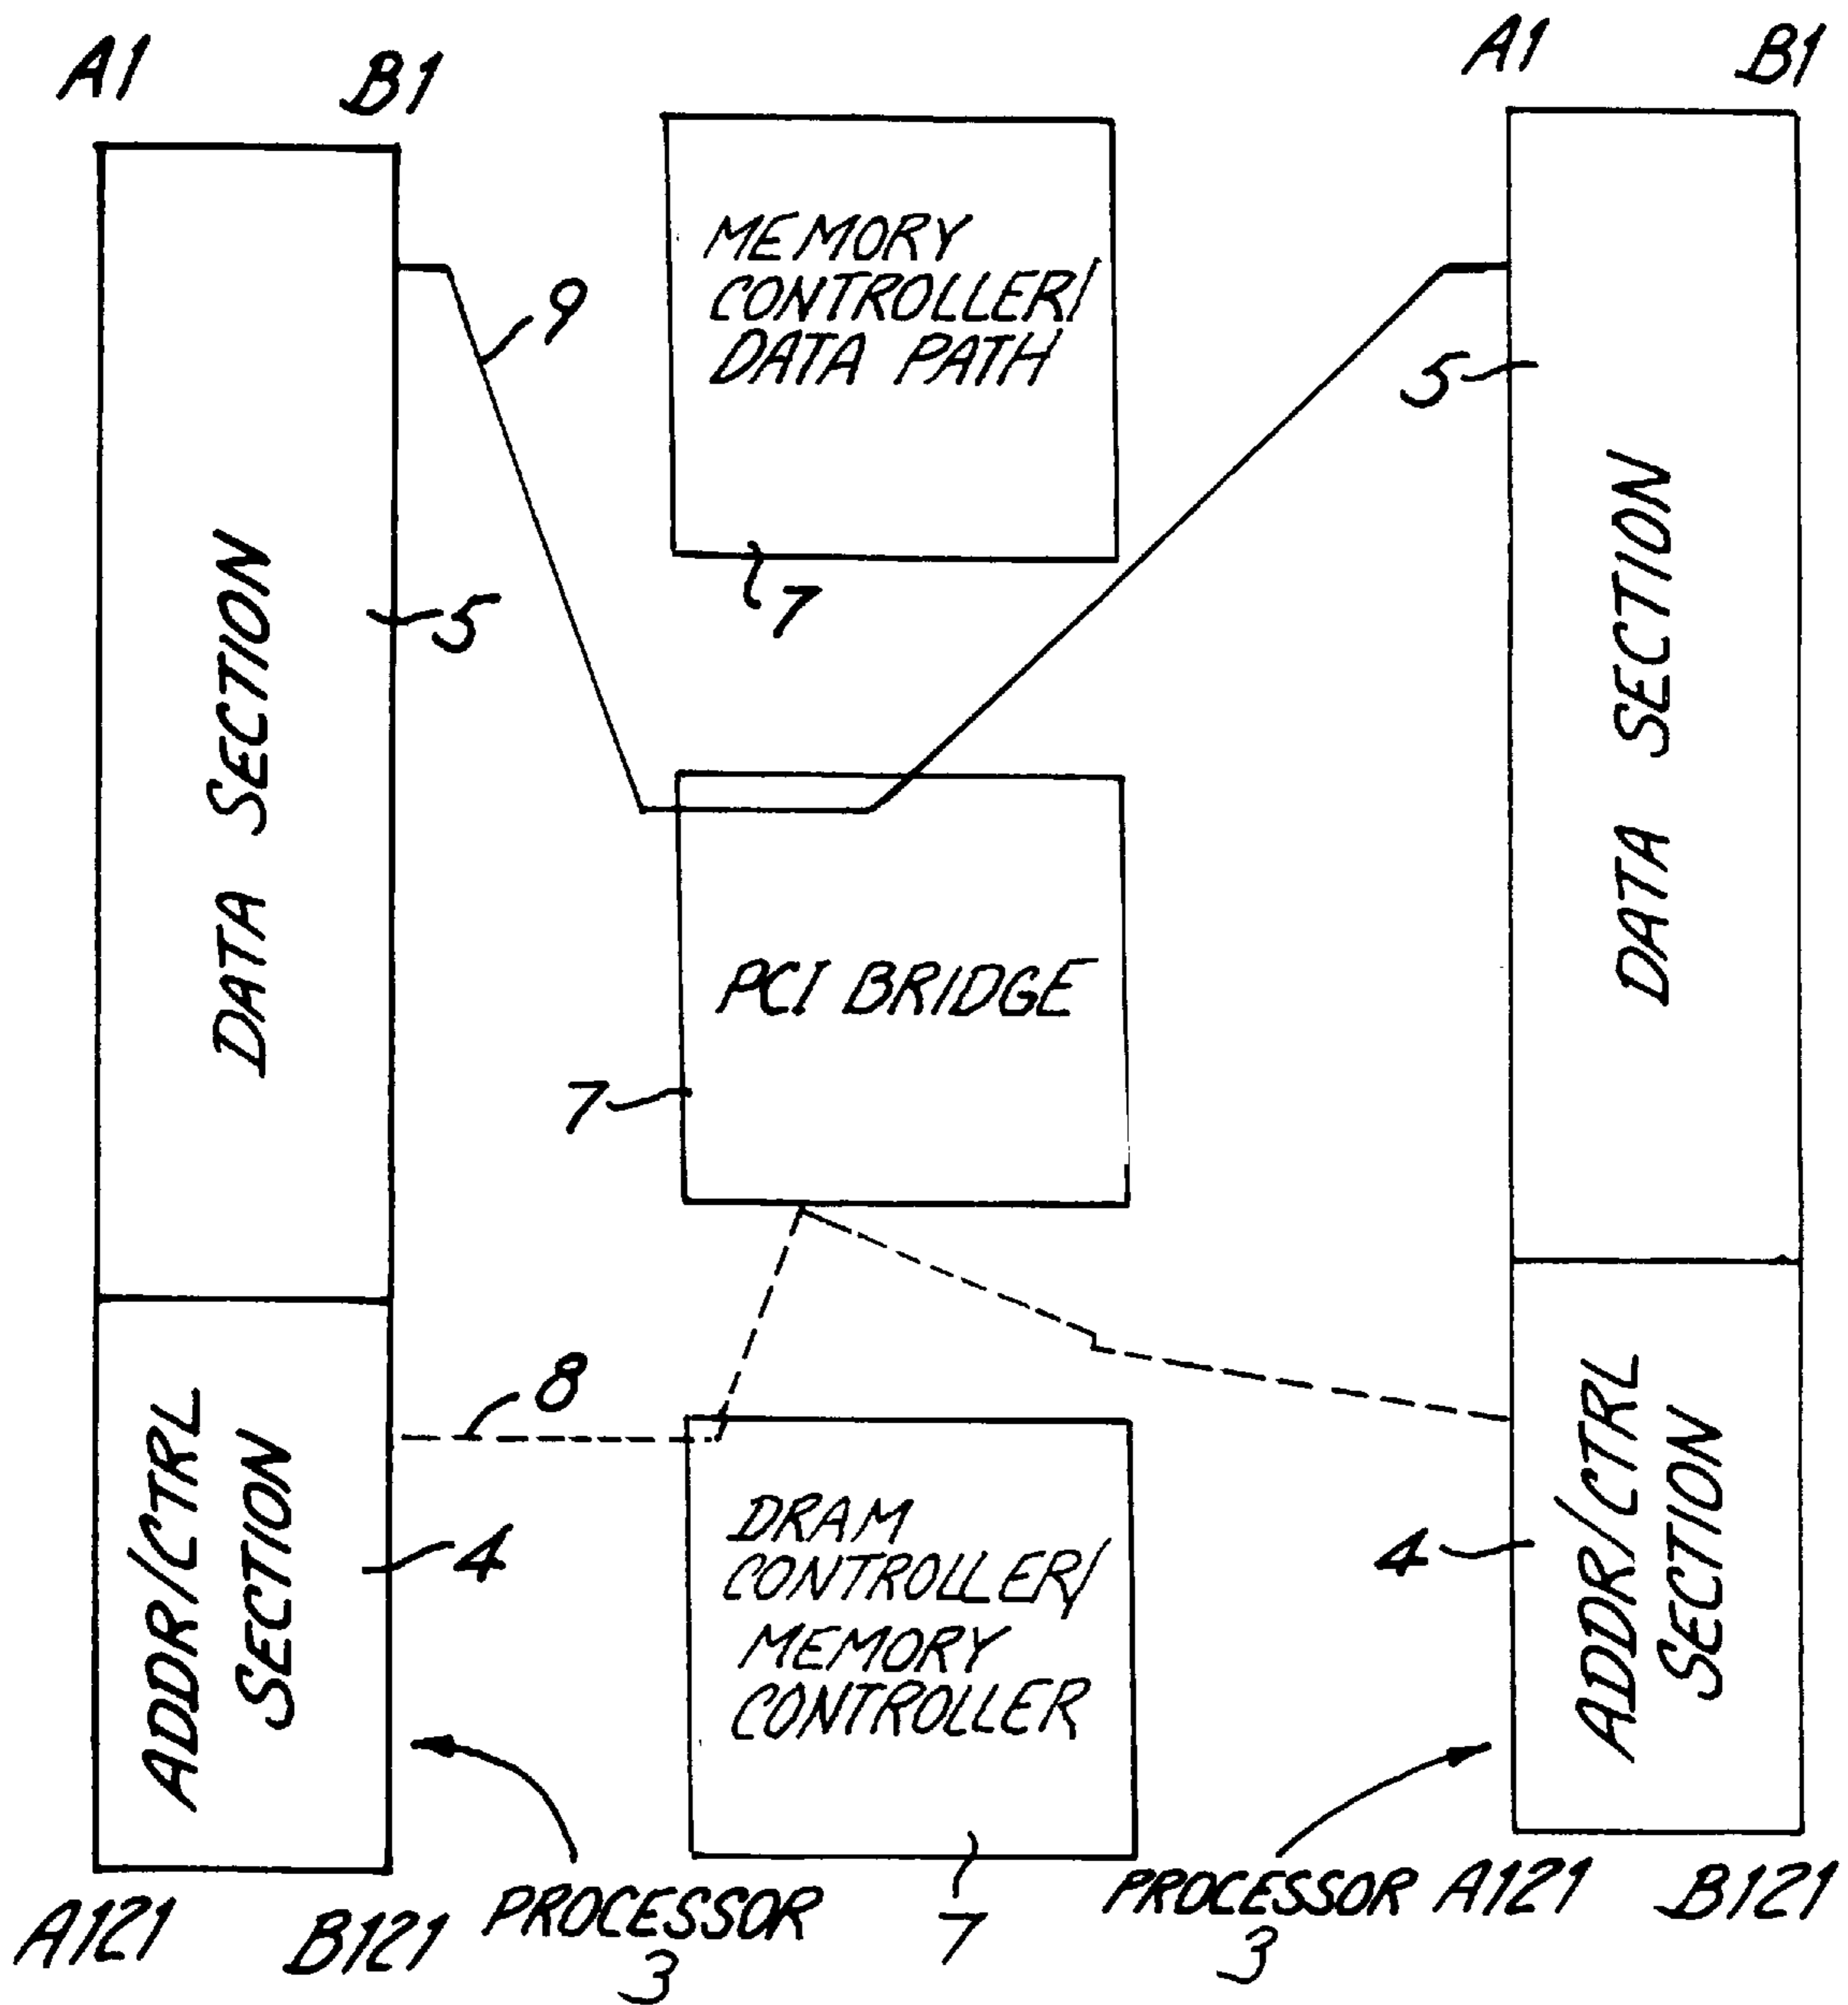 A1
B1
A1
B1
MEMORY
CONTROLLER/
DATA PATH
9
5
7
5
DATA SECTION
DATA SECTION
PCI BRIDGE
7
8
ADDR/CTRL
SECTION
4
DRAM
CONTROLLER/
MEMORY
CONTROLLER
4
ADDR/CTRL
SECTION
A121
B121
PROCESSOR
3
7
PROCESSOR
3
A121
B121